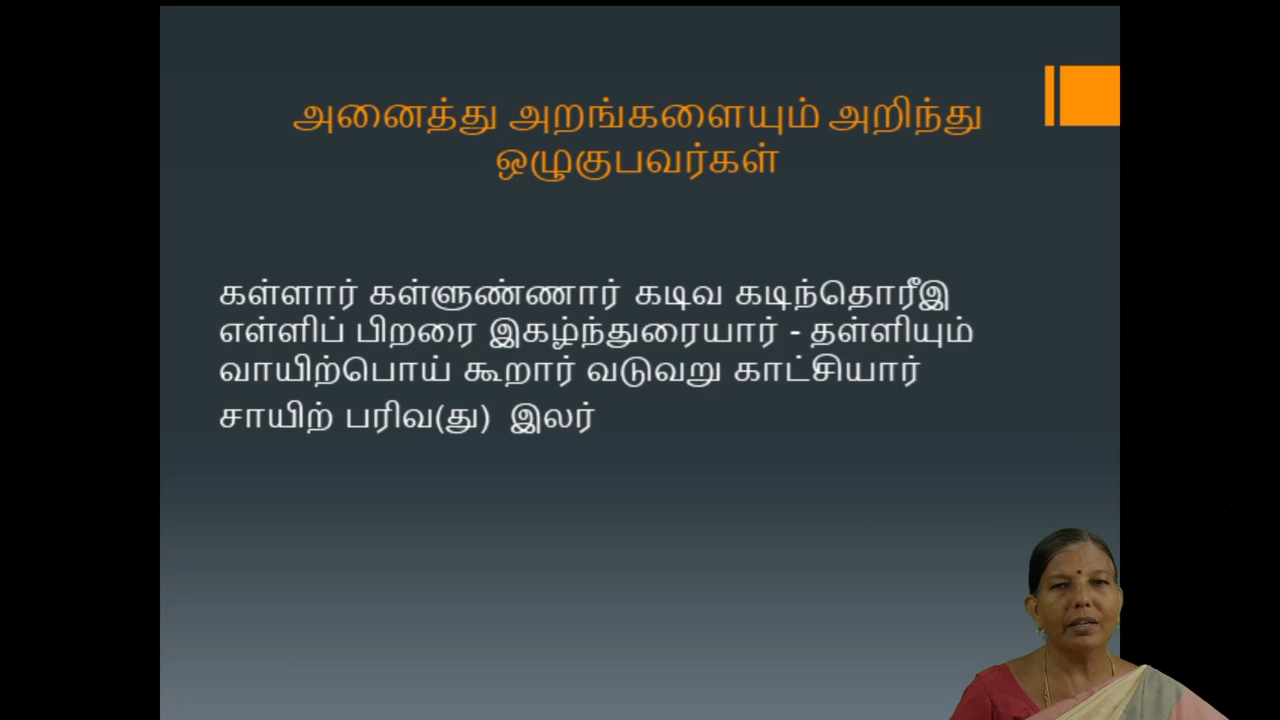 அனைத்து அறங்களையும் அறிந்து
ஒழுகுபவர்கள்
கள்ளார் கள்ளுண்ணார் கடிவ கடிந்தொரீஇ
எள்ளிப் பிறரை இகழ்ந்துரையார் - தள்ளியும்
வாயிற்பொய் கூறார் வடுவறு காட்சியார்
சாயிற் பரிவ(து) இலர்